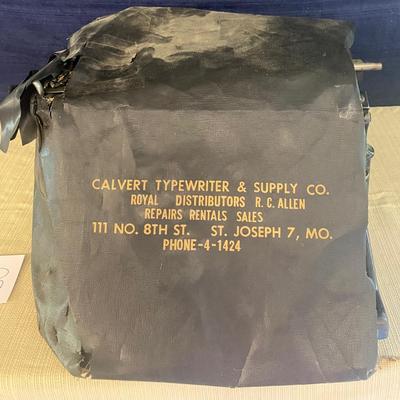 CALVERT TYPEWRITER & SUPPLY CO.
ROYAL DISTRIBUTORS R.C. ALLEN
REPAIRS RENTALS SALES
111 NO. 8TH ST. ST. JOSEPH 7, MO.
PHONE-4-1424